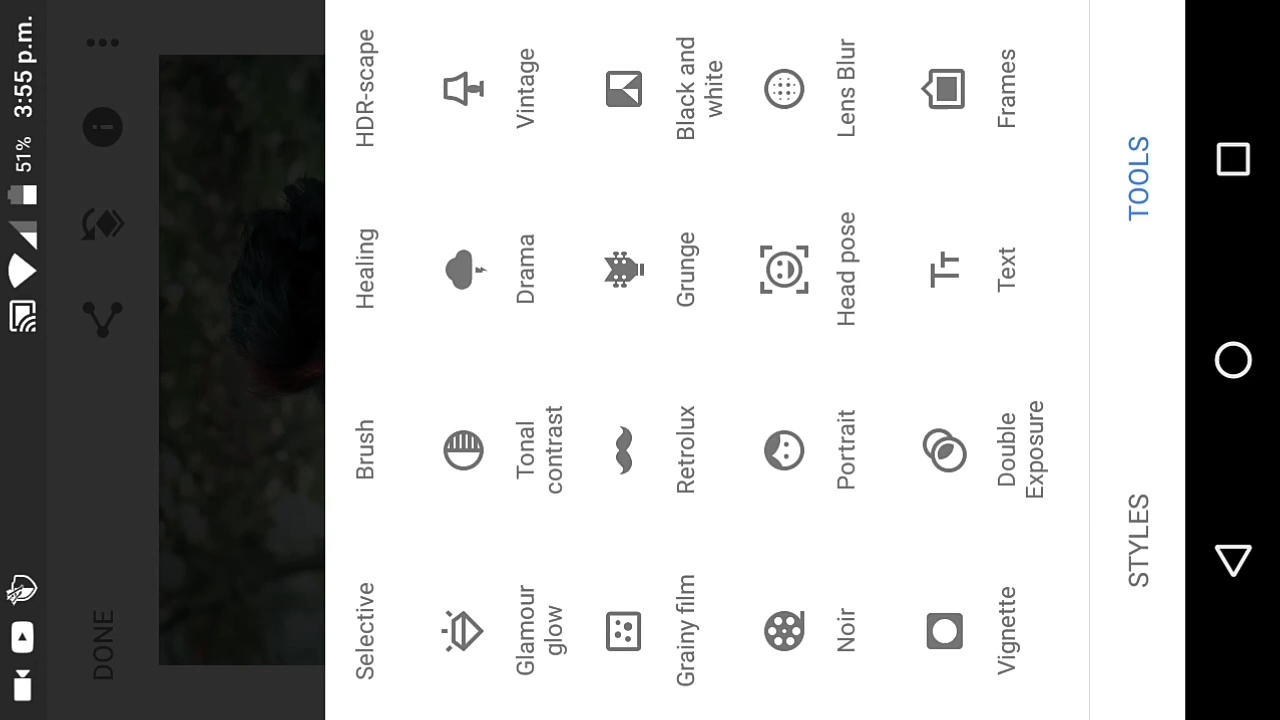 51% 3:55 p.m.
DONE
Selective Brush Healing HDR-scape
Glamour Tonal Drama Vintage
glow contrast
Grainy film Retrolux Grunge Black and
white
Noir Portrait Head pose Lens Blur
Vignette Double Text Frames
Exposure
STYLES TOOLS